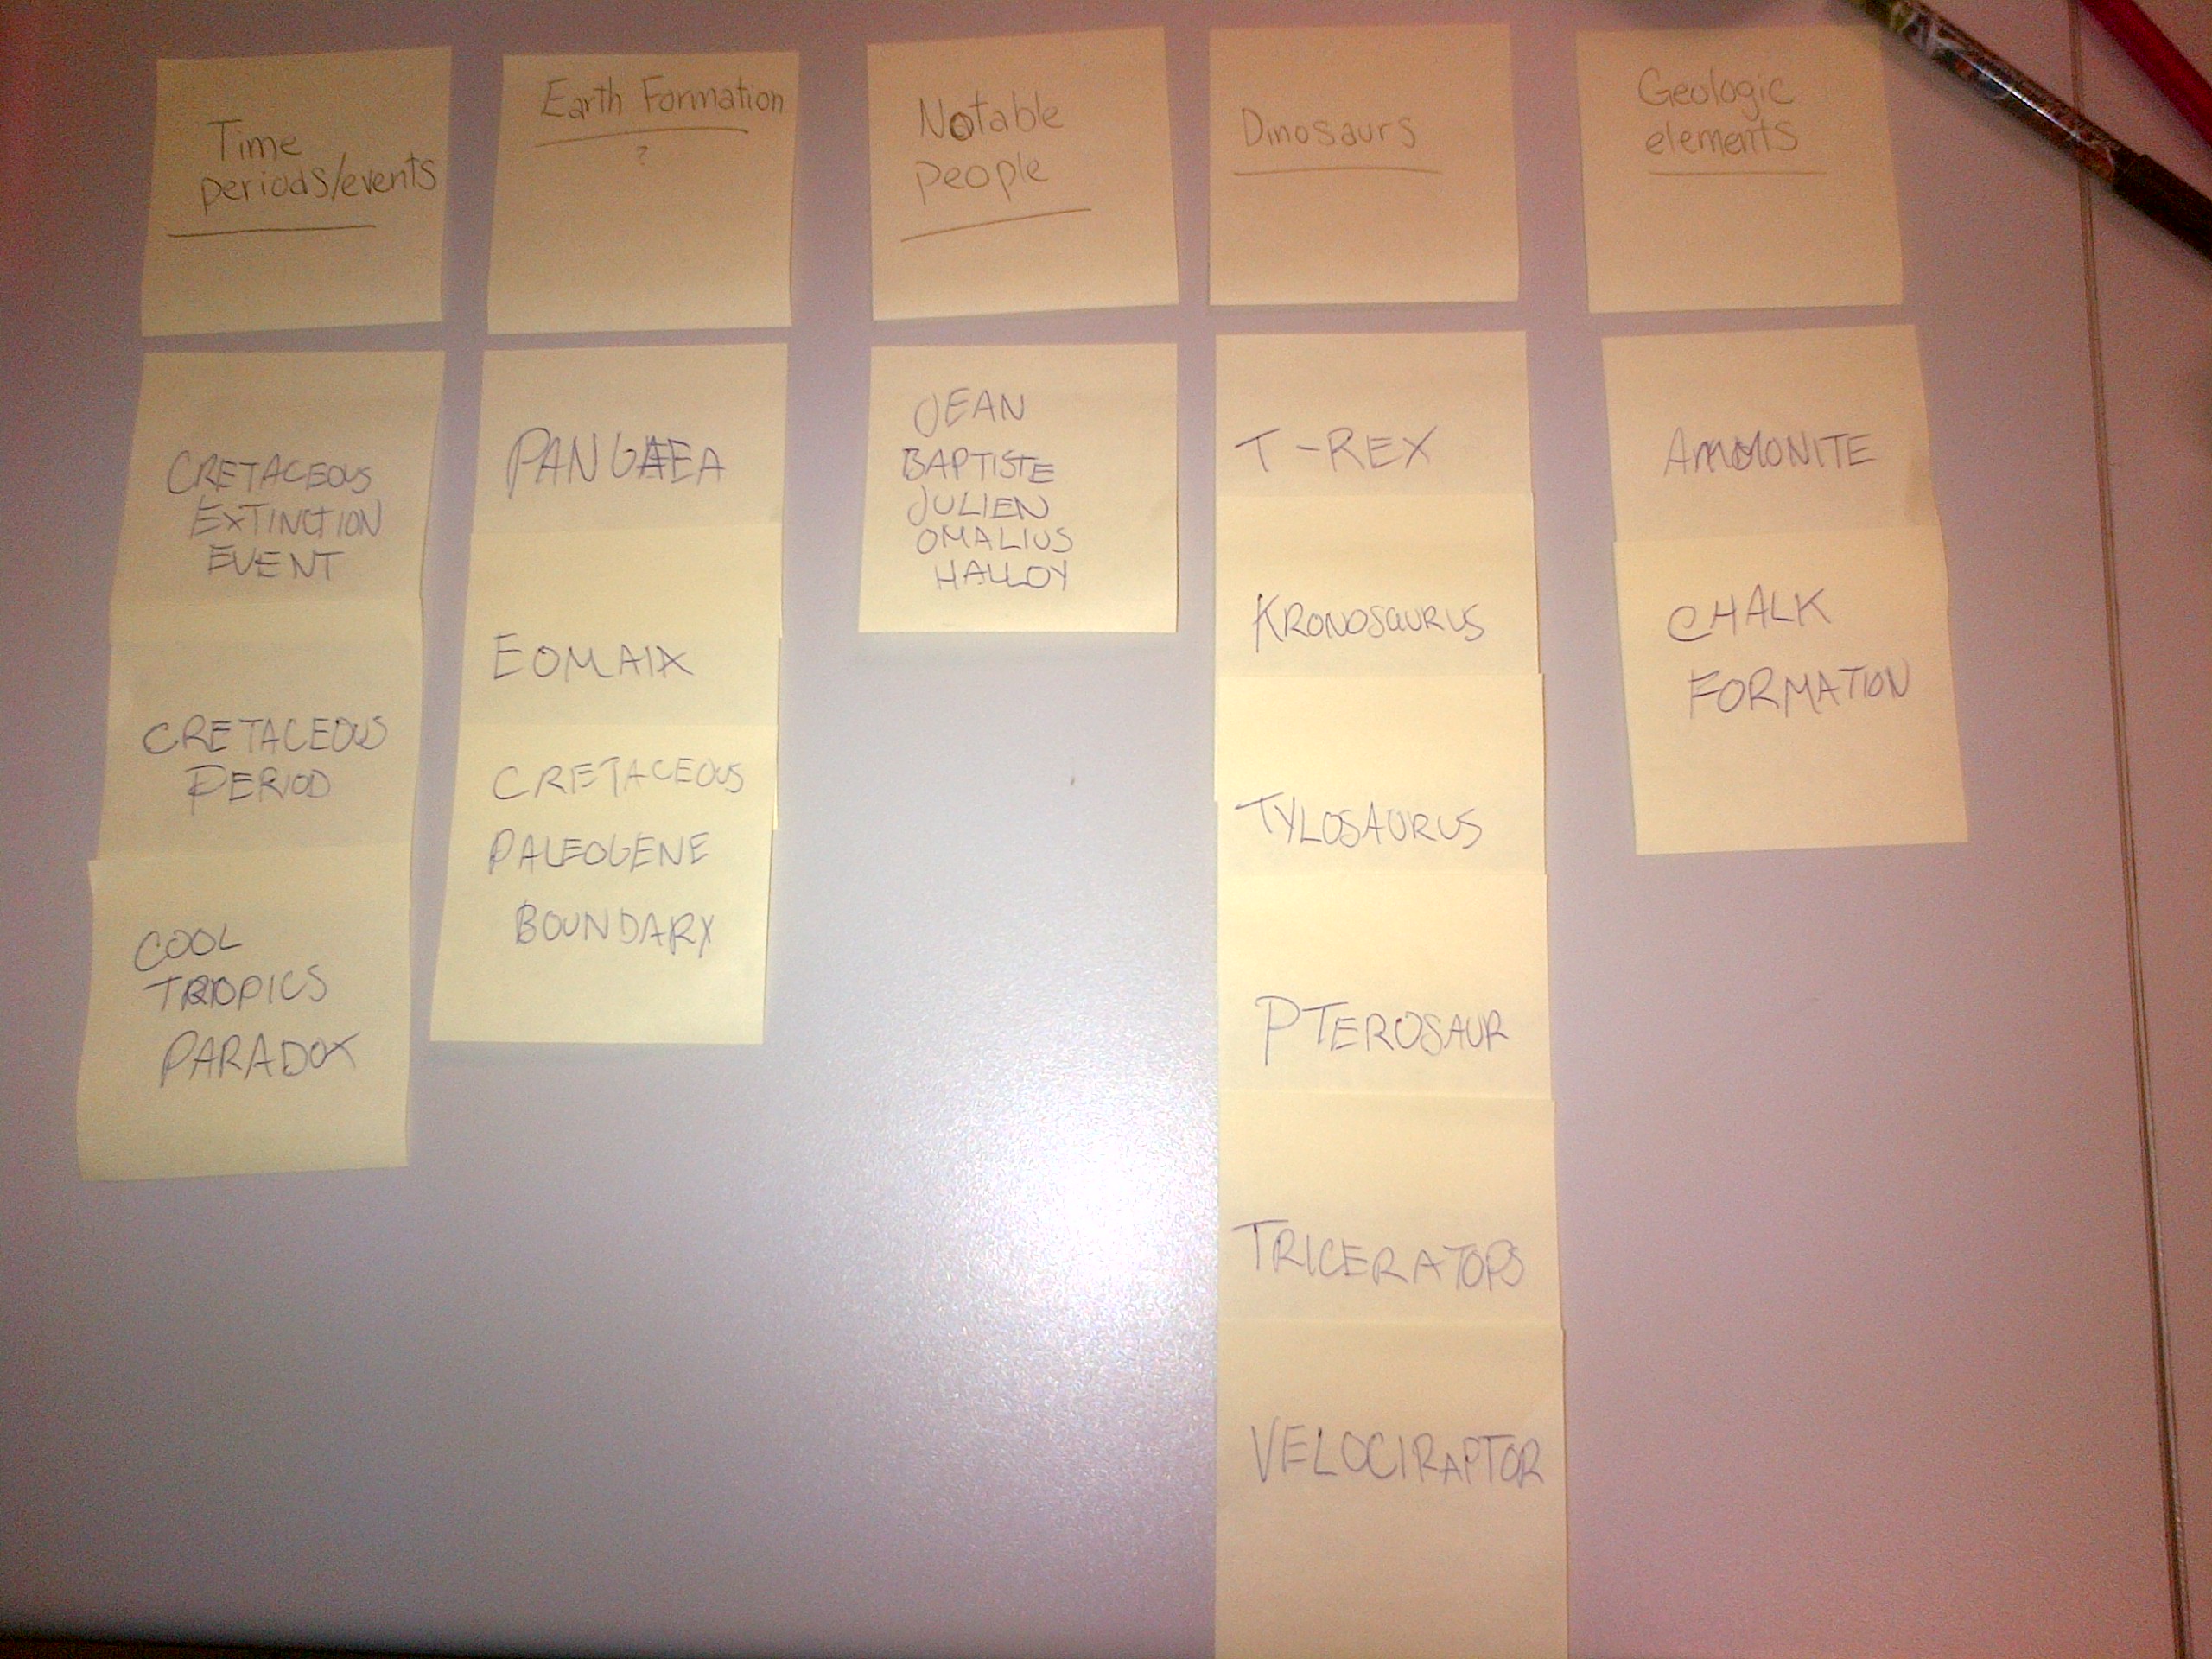 Time
periods/events
Earth Formation
?
Notable
people
Dinosaurs
Geologic
elements
CRETACEOUS
EXTINCTION
EVENT
CRETACEOUS
PERIOD
COOL
TROPICS
PARADOX
PANGAEA
EOMAIX
CRETACEOUS
PALEOGENE
BOUNDARY
JEAN
BAPTISTE
JULIEN
OMALIUS
HALLOY
T-REX
KRONOSAURUS
TYLOSAURUS
PTEROSAUR
TRICERATOPS
VELOCIRAPTOR
AMMONITE
CHALK
FORMATION